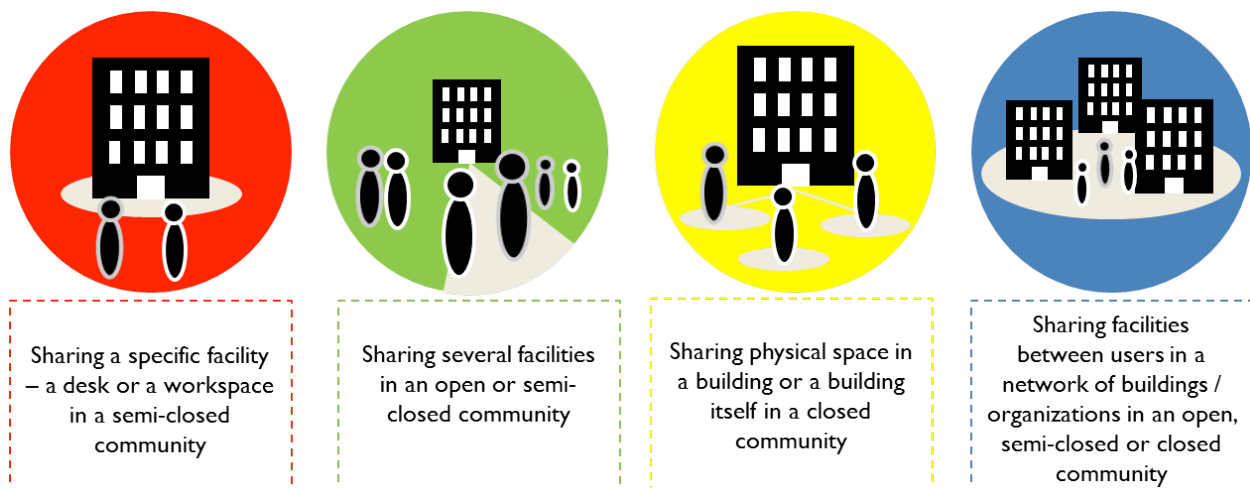 Sharing a specific facility
– a desk or a workspace
in a semi-closed
community
Sharing several facilities
in an open or semi-
closed community
Sharing physical space in
a building or a building
itself in a closed
community
Sharing facilities
between users in a
network of buildings /
organizations in an open,
semi-closed or closed
community